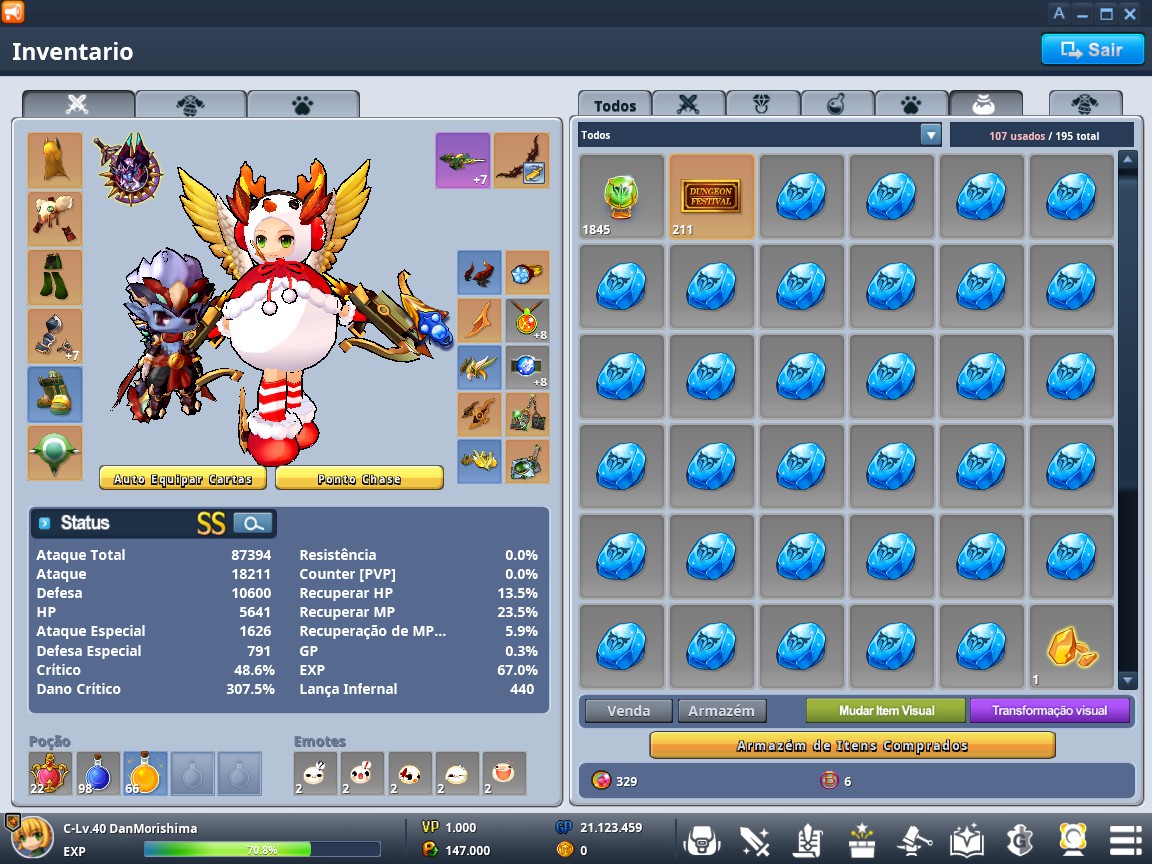 A
Inventario
Sair
Todos
Todos
107 usados / 195 total
+7
+7
+8
+8
1845
DUNGEON FESTIVAL
211
1
Auto Equipar Cartas
Ponto Chase
Status SS
Ataque Total 87394
Ataque 18211
Defesa 10600
HP 5641
Ataque Especial 1626
Defesa Especial 791
Crítico 48.6%
Dano Crítico 307.5%
Resistência 0.0%
Counter [PVP] 0.0%
Recuperar HP 13.5%
Recuperar MP 23.5%
Recuperação de MP... 5.9%
GP 0.3%
EXP 67.0%
Lança Infernal 440
Venda
Armazém
Mudar Item Visual
Transformação visual
Armazém de Itens Comprados
329
6
Poção
22
98
66
Emotes
2
2
2
2
2
C-Lv.40 DanMorishima
EXP 70.8%
VP 1.000
147.000
GP 21.123.459
0